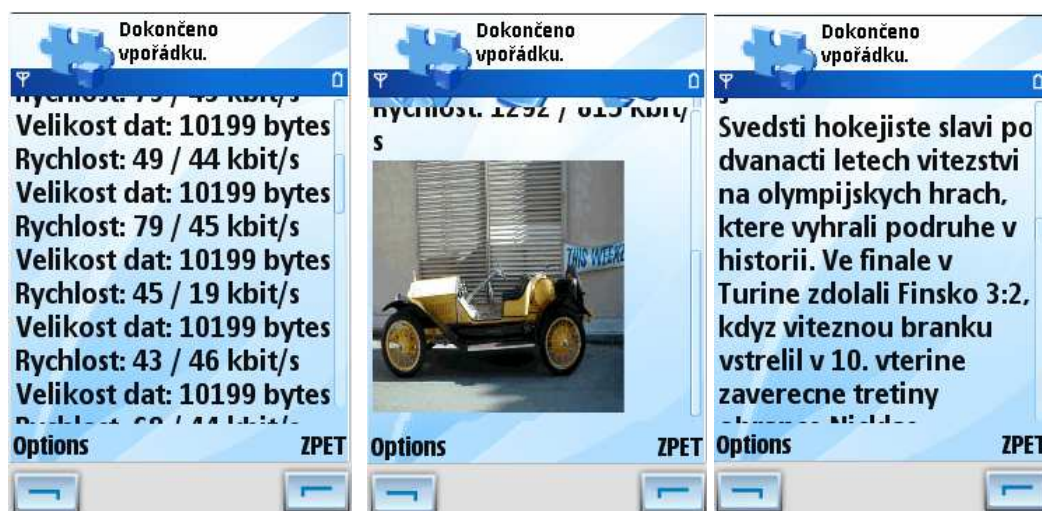 Dokončeno
vpořádku.
Velikost dat: 10199 bytes
Rychlost: 49 / 44 kbit/s
Velikost dat: 10199 bytes
Rychlost: 79 / 45 kbit/s
Velikost dat: 10199 bytes
Rychlost: 45 / 19 kbit/s
Velikost dat: 10199 bytes
Rychlost: 43 / 46 kbit/s
Velikost dat: 10199 bytes
Options
ZPET
Dokončeno
vpořádku.
Rychlost: 1292 / 615 kbit/
s
THIS WEEK
Options
ZPET
Dokončeno
vpořádku.
Svedsti hokejiste slavi po
dvanacti letech vitezstvi
na olympijskych hrach,
ktere vyhrali podruhe v
historii. Ve finale v
Turine zdolali Finsko 3:2,
kdyz viteznou branku
vstrelil v 10. vterine
zaverecne tretiny
Options
ZPET